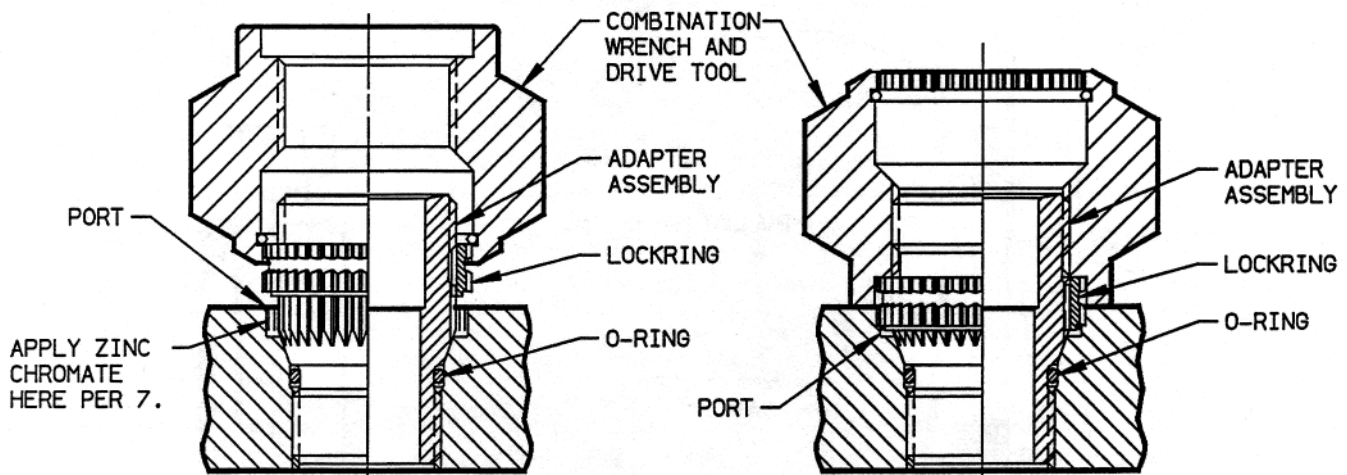 COMBINATION
WRENCH AND
DRIVE TOOL
ADAPTER
ASSEMBLY
PORT
LOCKRING
O-RING
APPLY ZINC
CHROMATE
HERE PER 7.
ADAPTER
ASSEMBLY
LOCKRING
O-RING
PORT